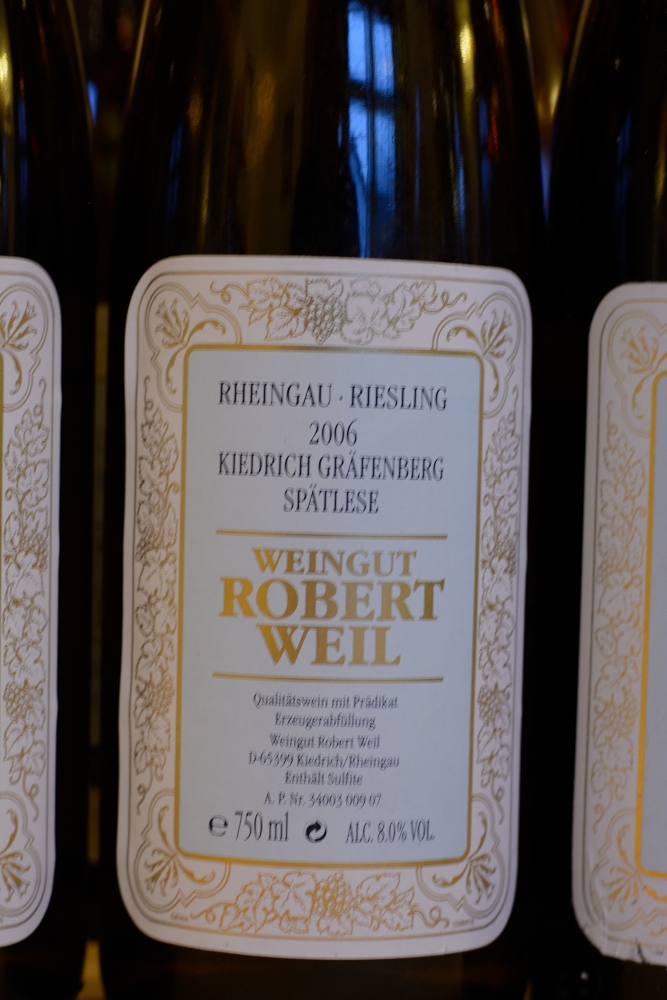 RHEINGAU · RIESLING
2006
KIEDRICH GRÄFENBERG
SPÄTLESE
WEINGUT
ROBERT
WEIL
Qualitätswein mit Prädikat
Erzeugerabfüllung
Weingut Robert Weil
D-65399 Kiedrich/Rheingau
Enthält Sulfite
A. P. Nr. 34003 009 07
℮ 750 ml ALC. 8.0% VOL.